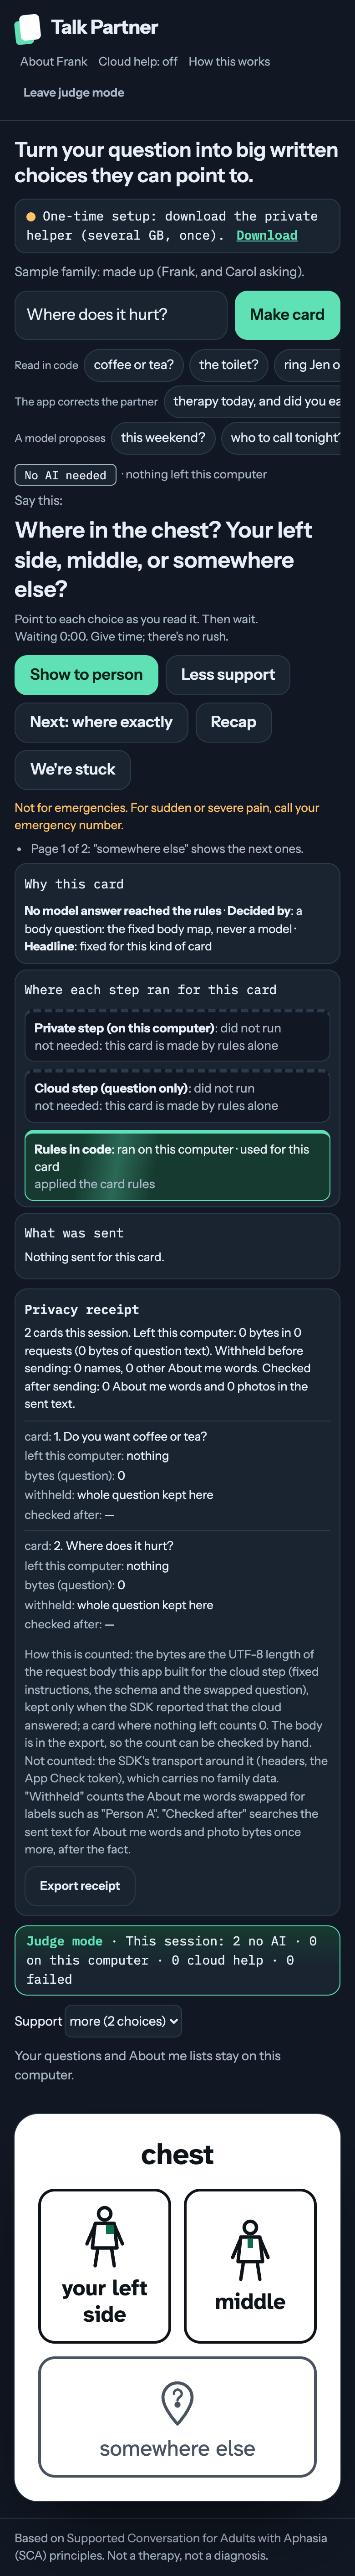 Talk Partner
About Frank Cloud help: off How this works
Leave judge mode
Turn your question into big written
choices they can point to.
One-time setup: download the private
helper (several GB, once). Download
Sample family: made up (Frank, and Carol asking).
Where does it hurt? Make card
Read in code coffee or tea? the toilet? ring Jen o
The app corrects the partner therapy today, and did you ea
A model proposes this weekend? who to call tonight?
No AI needed · nothing left this computer
Say this:
Where in the chest? Your left
side, middle, or somewhere
else?
Point to each choice as you read it. Then wait.
Waiting 0:00. Give time; there's no rush.
Show to person Less support
Next: where exactly Recap
We're stuck
Not for emergencies. For sudden or severe pain, call your
emergency number.
• Page 1 of 2: "somewhere else" shows the next ones.
Why this card
No model answer reached the rules · Decided by: a
body question: the fixed body map, never a model ·
Headline: fixed for this kind of card
Where each step ran for this card
Private step (on this computer): did not run
not needed: this card is made by rules alone
Cloud step (question only): did not run
not needed: this card is made by rules alone
Rules in code: ran on this computer · used for this
card
applied the card rules
What was sent
Nothing sent for this card.
Privacy receipt
2 cards this session. Left this computer: 0 bytes in 0
requests (0 bytes of question text). Withheld before
sending: 0 names, 0 other About me words. Checked
after sending: 0 About me words and 0 photos in the
sent text.
card: 1. Do you want coffee or tea?
left this computer: nothing
bytes (question): 0
withheld: whole question kept here
checked after: —
card: 2. Where does it hurt?
left this computer: nothing
bytes (question): 0
withheld: whole question kept here
checked after: —
How this is counted: the bytes are the UTF-8 length of
the request body this app built for the cloud step (fixed
instructions, the schema and the swapped question),
kept only when the SDK reported that the cloud
answered; a card where nothing left counts 0. The body
is in the export, so the count can be checked by hand.
Not counted: the SDK's transport around it (headers, the
App Check token), which carries no family data.
"Withheld" counts the About me words swapped for
labels such as "Person A". "Checked after" searches the
sent text for About me words and photo bytes once
more, after the fact.
Export receipt
Judge mode · This session: 2 no AI · 0
on this computer · 0 cloud help · 0
failed
Support more (2 choices)
Your questions and About me lists stay on this
computer.
chest
your left
side
middle
?
somewhere else
Based on Supported Conversation for Adults with Aphasia
(SCA) principles. Not a therapy, not a diagnosis.